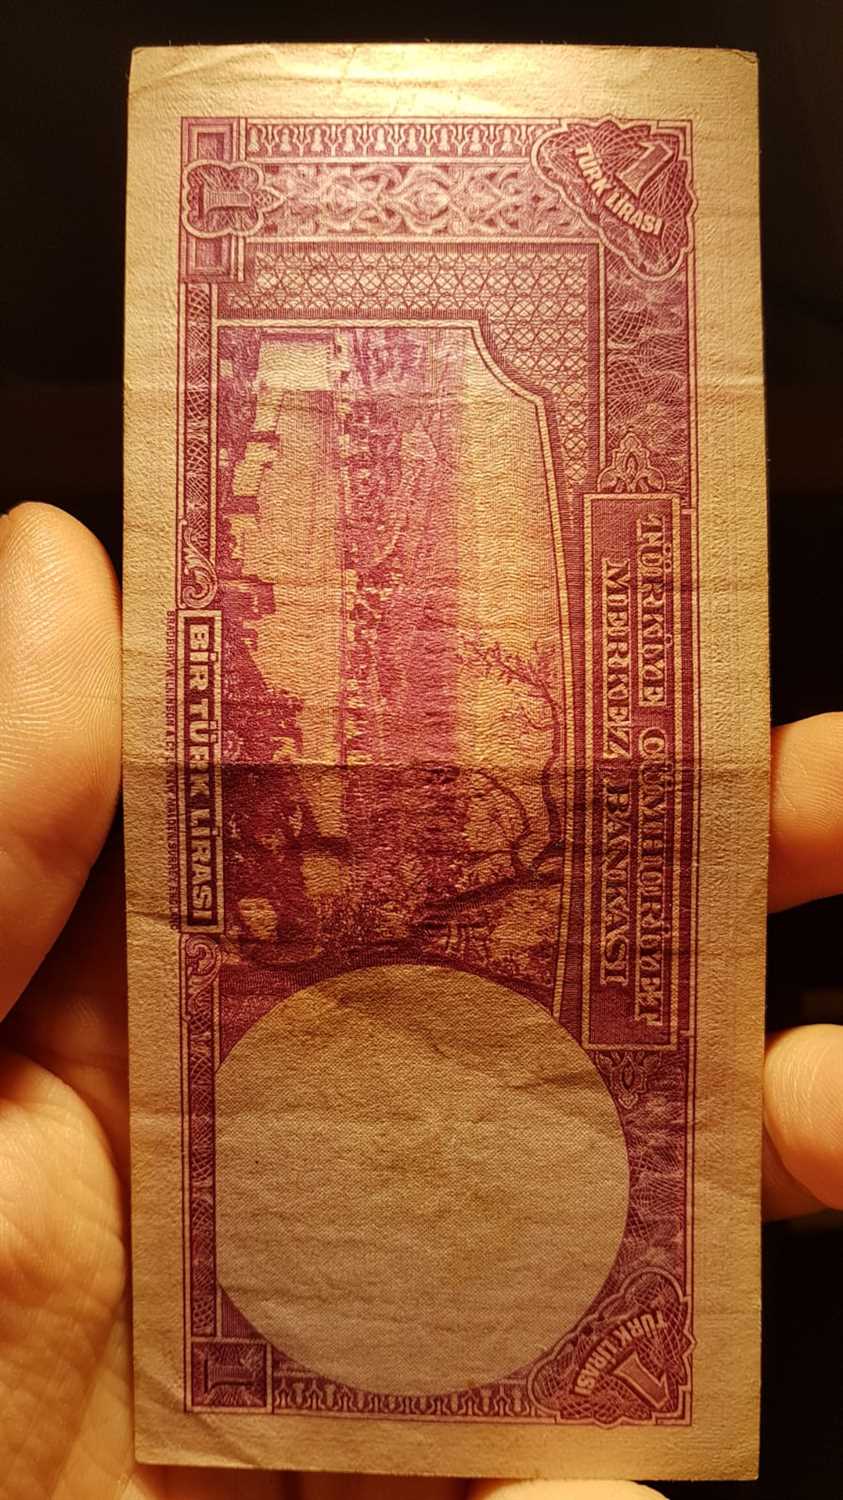 1
TÜRK LİRASI
TÜRKİYE CÜMHURİYET
MERKEZ BANKASI
1
TÜRK LİRASI
1
BİR TÜRK LİRASI
1